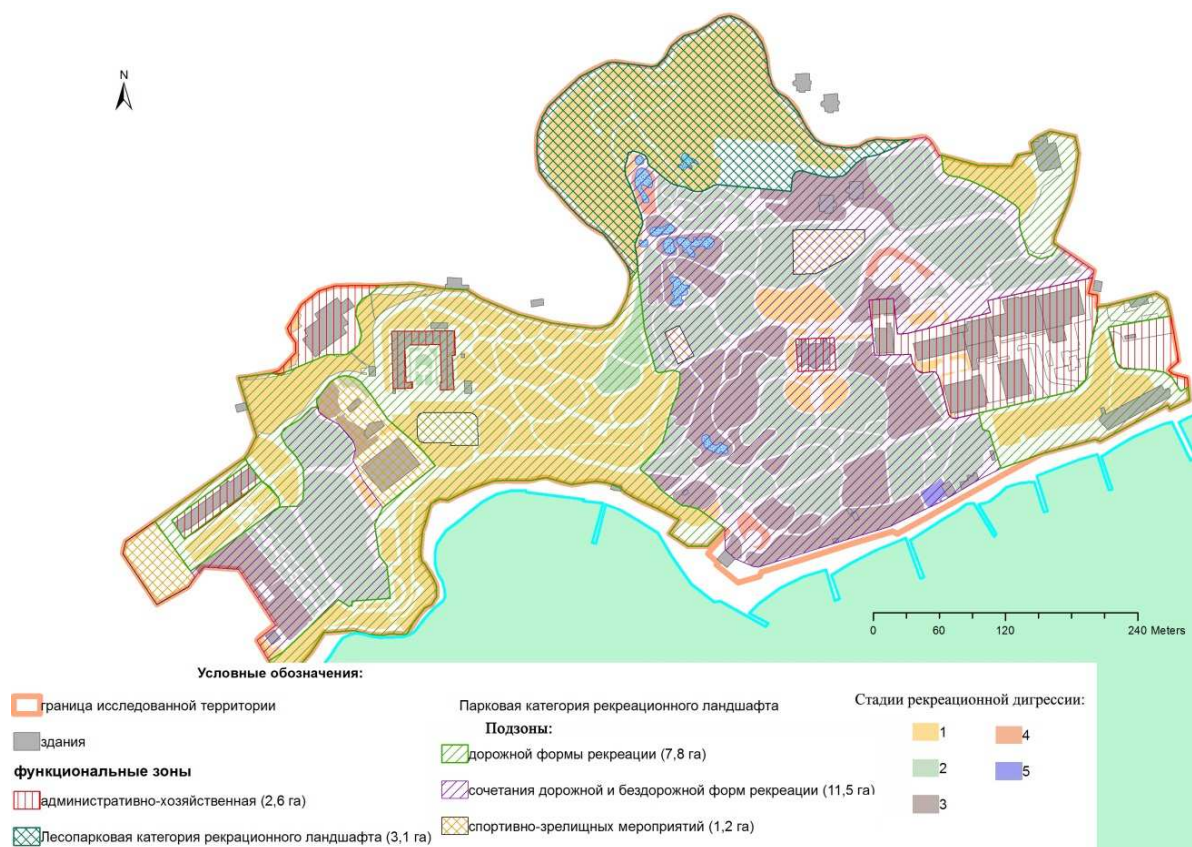 N
0 60 120 240 Meters
Условные обозначения:
граница исследованной территории
здания
функциональные зоны
административно-хозяйственная (2,6 га)
Лесопарковая категория рекрационного ландшафта (3,1 га)
Парковая категория рекреационного ландшафта
Подзоны:
дорожной формы рекреации (7,8 га)
сочетания дорожной и бездорожной форм рекреации (11,5 га)
спортивно-зрелищных мероприятий (1,2 га)
Стадии рекреационной дигрессии:
1
2
3
4
5